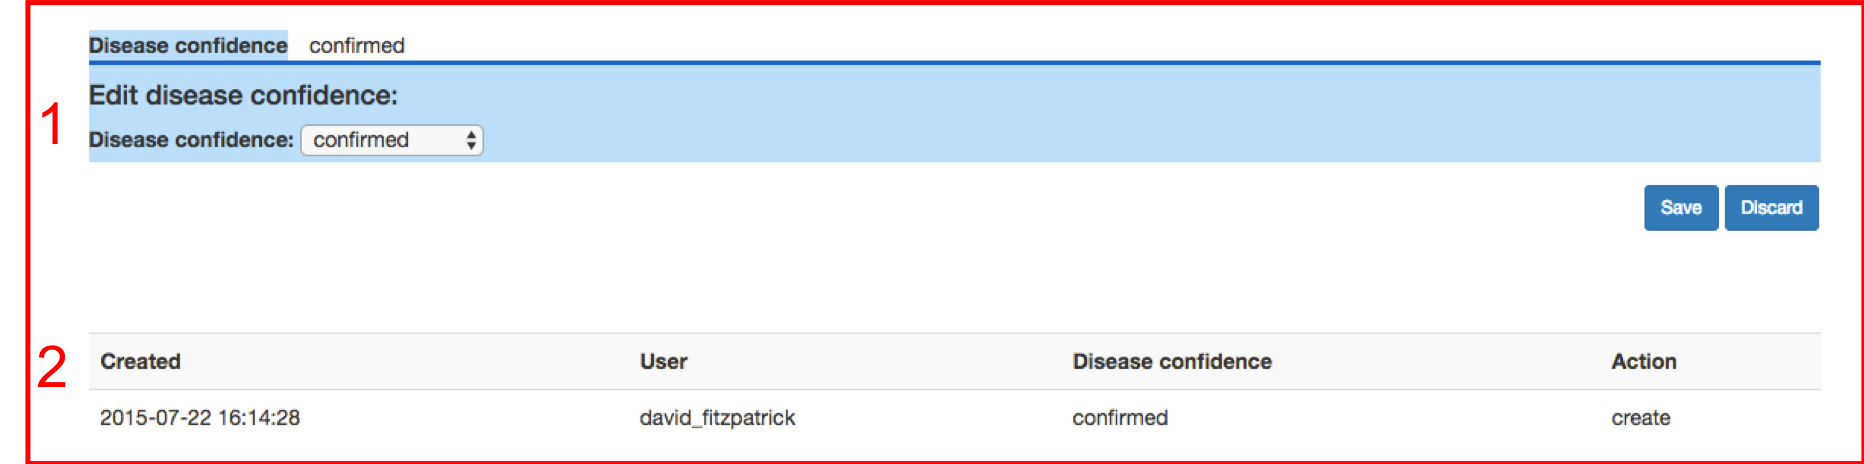 Disease confidence confirmed
Edit disease confidence:
1
Disease confidence: confirmed
Save Discard
2
Created User Disease confidence Action
2015-07-22 16:14:28 david_fitzpatrick confirmed create